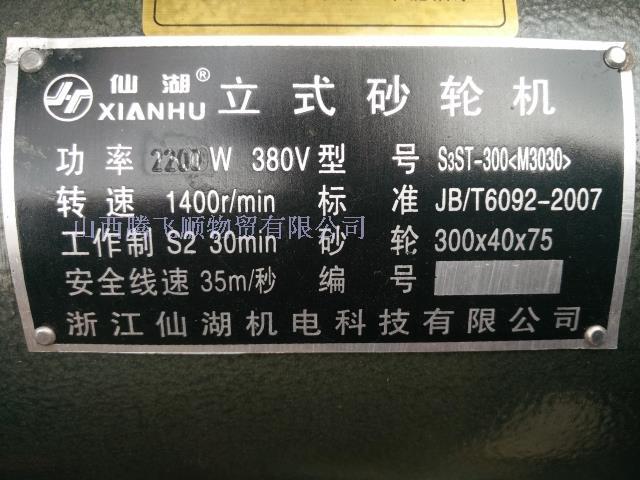 仙湖® 立式砂轮机
XIANHU
功率 2200 W 380V 型号 S3ST-300<M3030>
转速 1400r/min 标准 JB/T6092-2007
山西腾飞顺物贸有限公司
工作制 S2 30min 砂轮 300x40x75
安全线速 35m/秒 编号
浙江仙湖机电科技有限公司